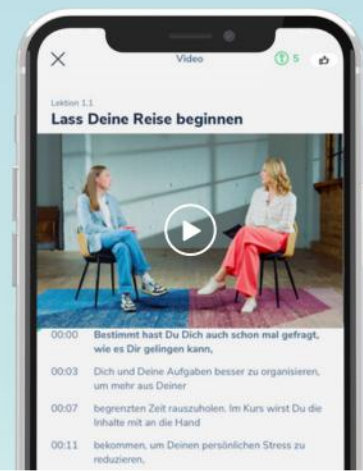 Video
5
Lektion 1.1
Lass Deine Reise beginnen
00:00 Bestimmt hast Du Dich auch schon mal gefragt,
wie es Dir gelingen kann,
00:03 Dich und Deine Aufgaben besser zu organisieren,
um mehr aus Deiner
00:07 begrenzten Zeit rauszuholen. Im Kurs wirst Du die
Inhalte mit an die Hand
00:11 bekommen, um Deinen persönlichen Stress zu
reduzieren,